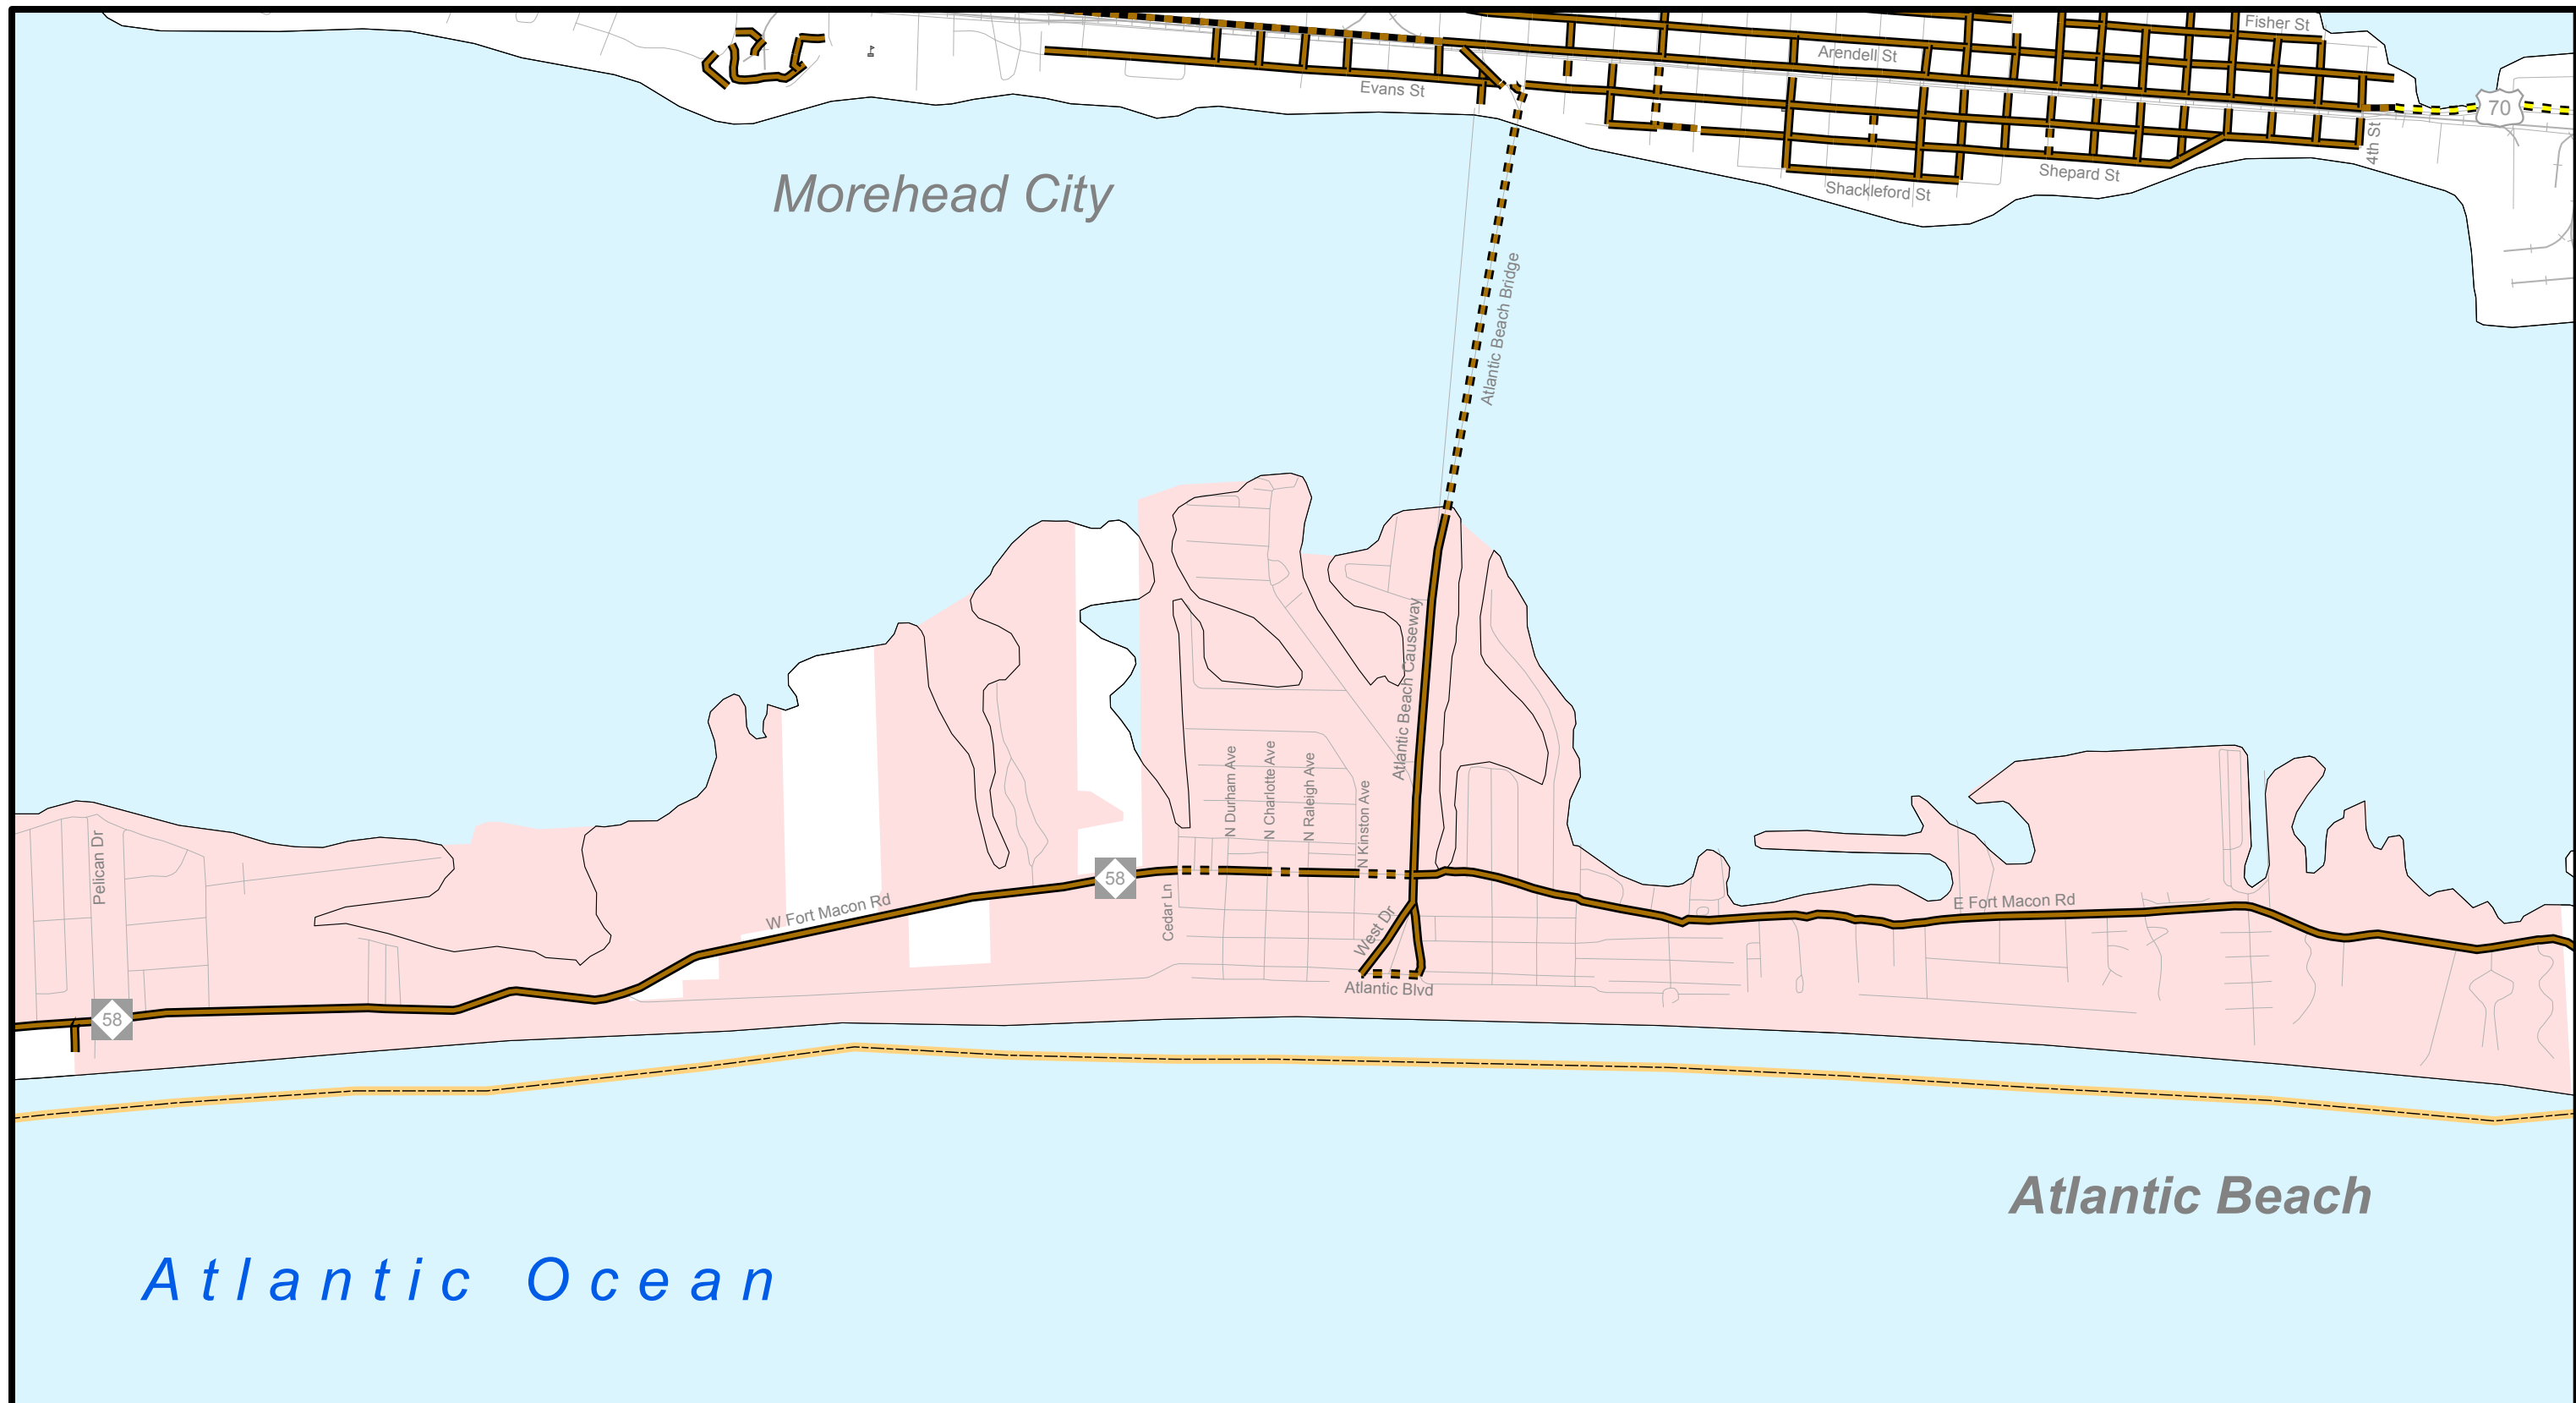 Fisher St
Arendell St
Evans St
70
4th St
Shepard St
Shackleford St
Morehead City
Atlantic Beach Bridge
Atlantic Beach Causeway
N Durham Ave
N Charlotte Ave
N Raleigh Ave
N Kinston Ave
Pelican Dr
58
W Fort Macon Rd
Cedar Ln
E Fort Macon Rd
West Dr
Atlantic Blvd
58
Atlantic Beach
Atlantic Ocean